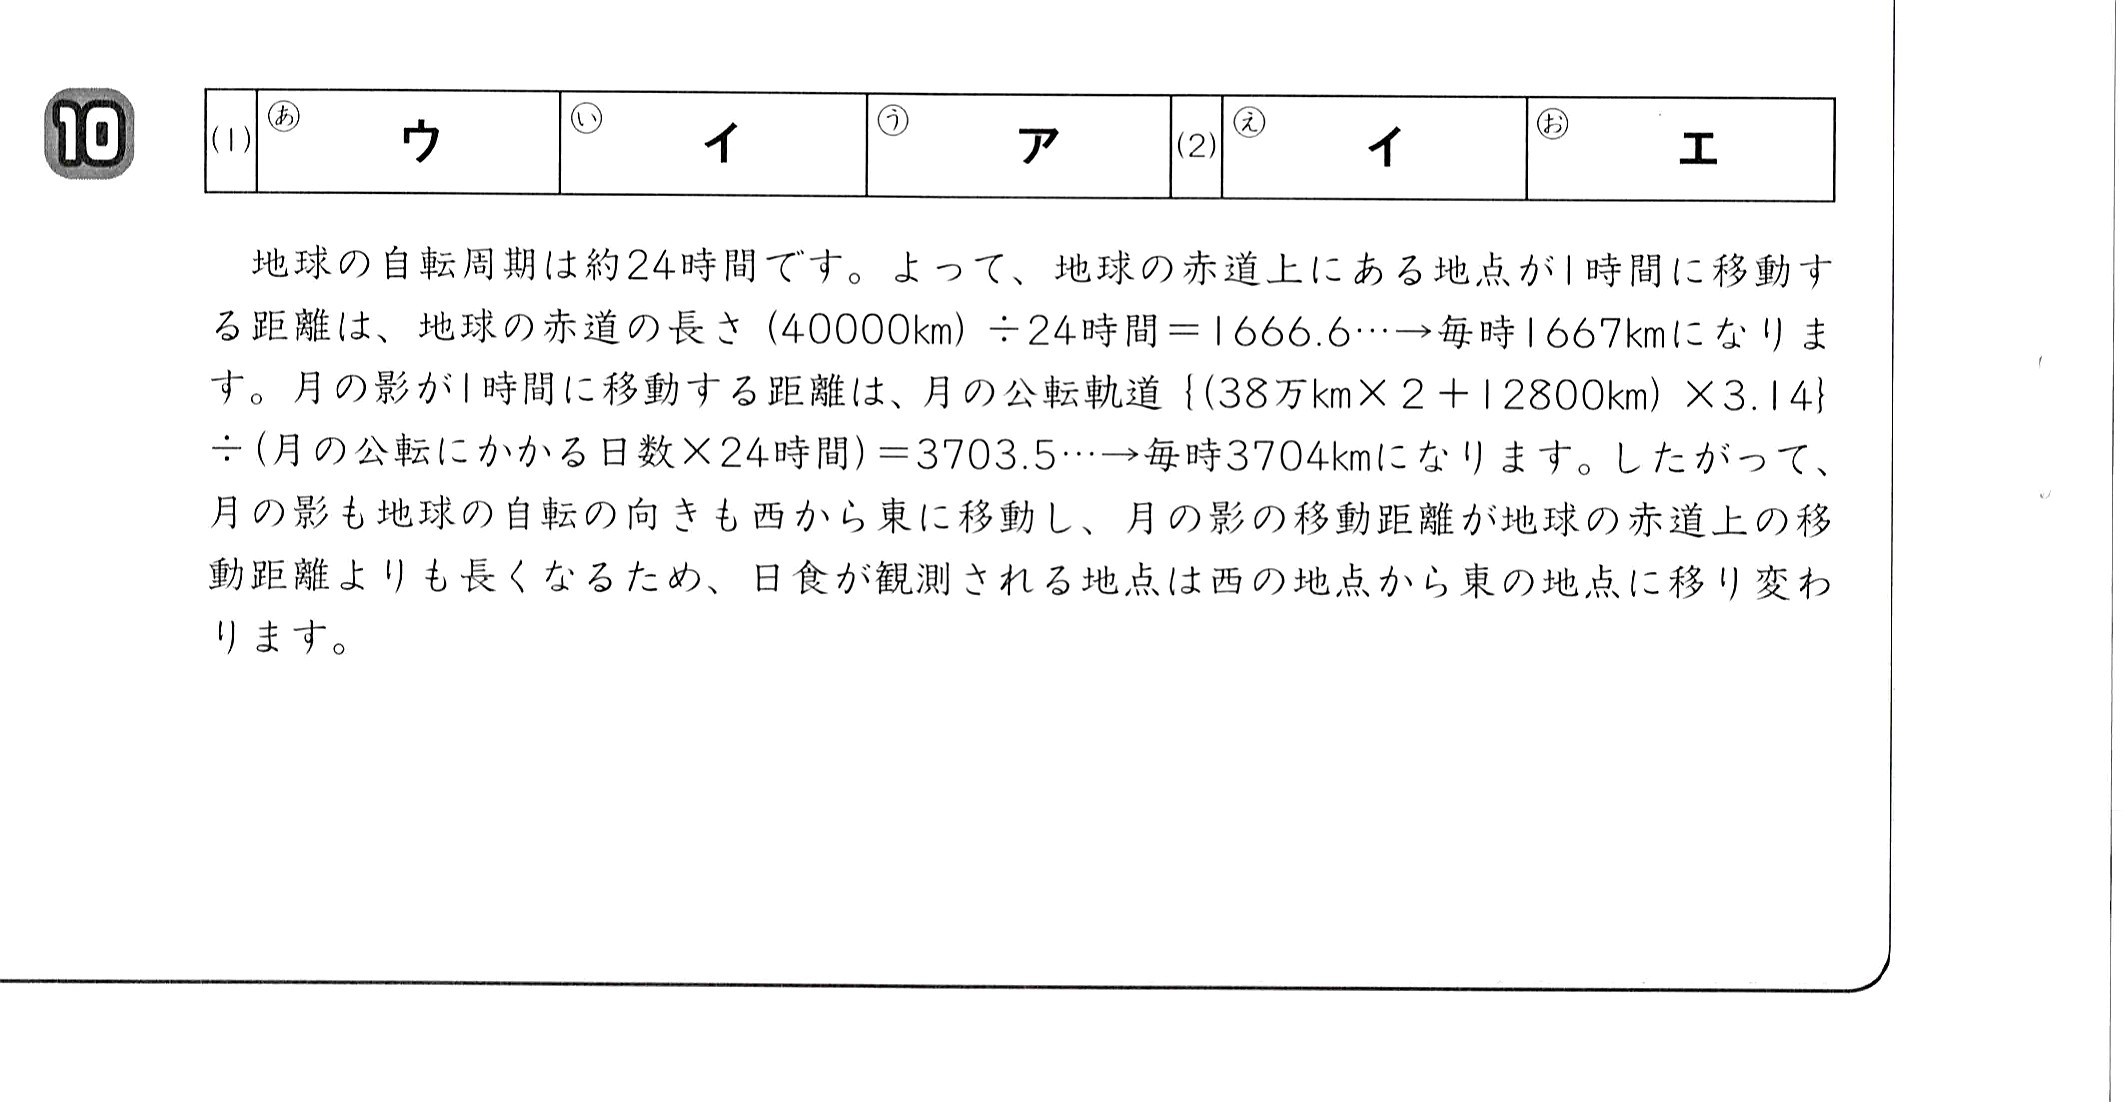 10
(1) あ ウ い イ う ア (2) え イ お エ
地球の自転周期は約24時間です。よって、地球の赤道上にある地点が1時間に移動す
る距離は、地球の赤道の長さ(40000km)÷24時間=1666.6…→毎時1667kmになりま
す。月の影が1時間に移動する距離は、月の公転軌道{(38万km×2+12800km)×3.14}
÷(月の公転にかかる日数×24時間)=3703.5…→毎時3704kmになります。したがって、
月の影も地球の自転の向きも西から東に移動し、月の影の移動距離が地球の赤道上の移
動距離よりも長くなるため、日食が観測される地点は西の地点から東の地点に移り変わ
ります。